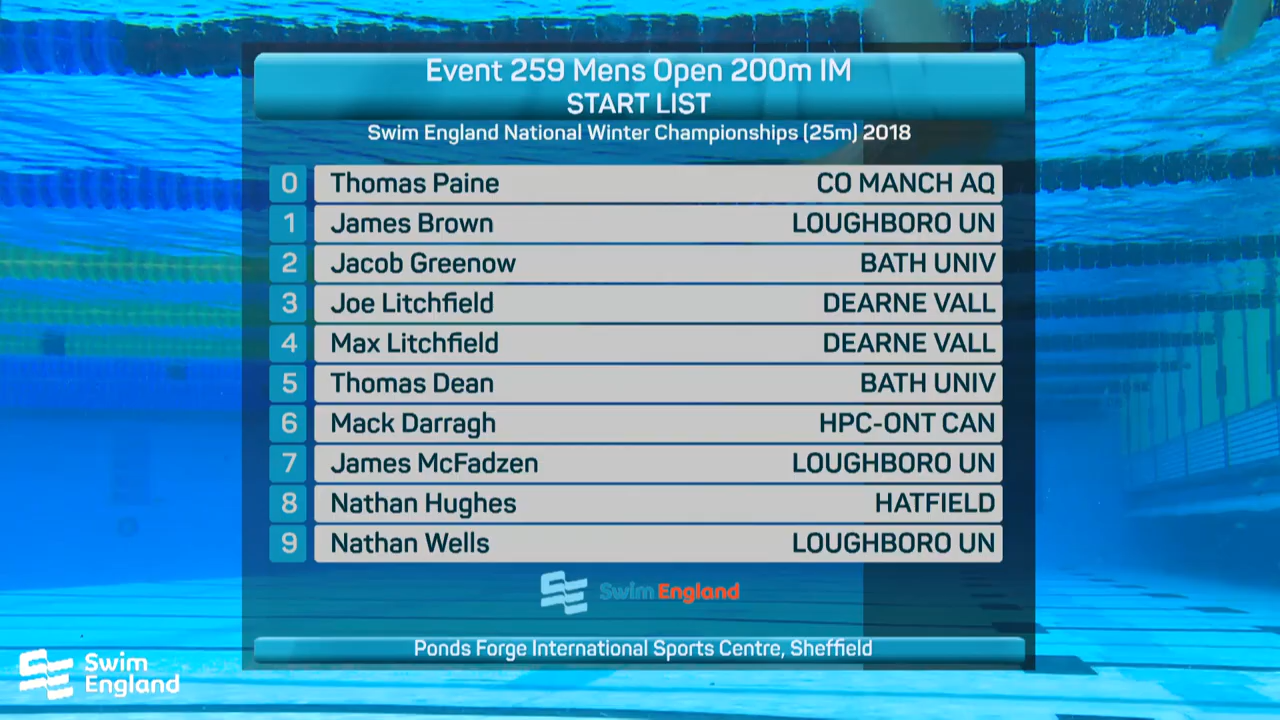 Event 259 Mens Open 200m IM
START LIST
Swim England National Winter Championships (25m) 2018
0 Thomas Paine CO MANCH AQ
1 James Brown LOUGHBORO UN
2 Jacob Greenow BATH UNIV
3 Joe Litchfield DEARNE VALL
4 Max Litchfield DEARNE VALL
5 Thomas Dean BATH UNIV
6 Mack Darragh HPC-ONT CAN
7 James McFadzen LOUGHBORO UN
8 Nathan Hughes HATFIELD
9 Nathan Wells LOUGHBORO UN
Swim England
Ponds Forge International Sports Centre, Sheffield
Swim
England